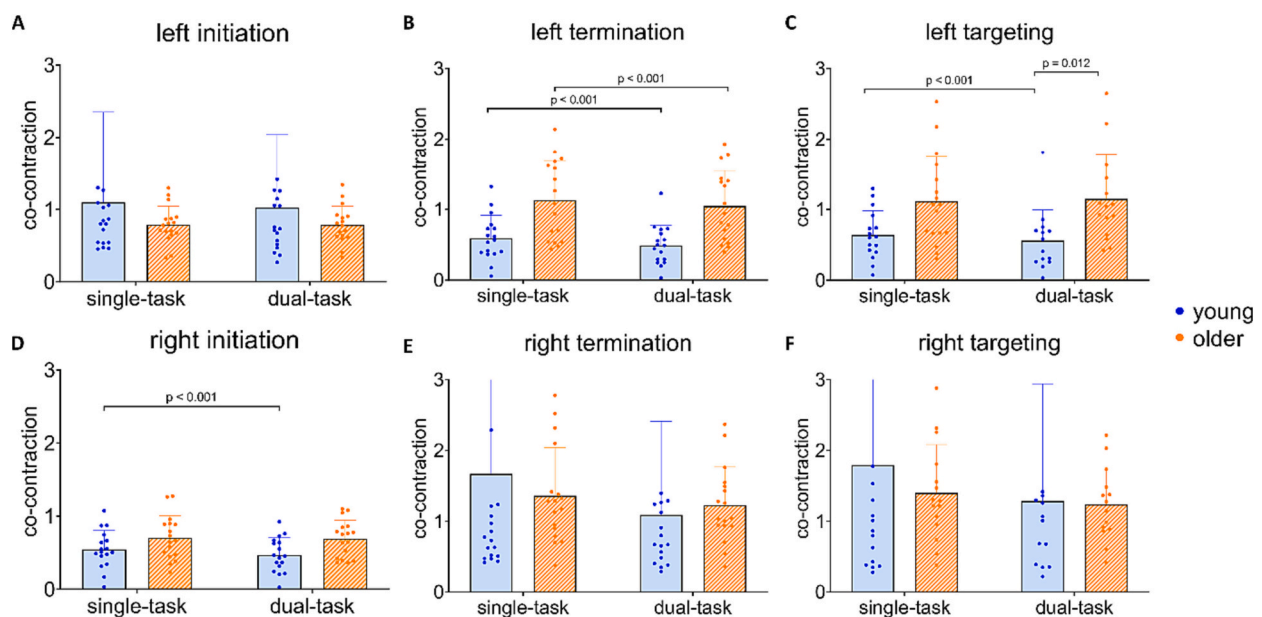 A
left initiation
co-contraction
3
2
1
0
single-task
dual-task
B
left termination
co-contraction
3
2
1
0
p < 0.001
p < 0.001
single-task
dual-task
C
left targeting
co-contraction
3
2
1
0
p < 0.001
p = 0.012
single-task
dual-task
young
older
D
right initiation
co-contraction
3
2
1
0
p < 0.001
single-task
dual-task
E
right termination
co-contraction
3
2
1
0
single-task
dual-task
F
right targeting
co-contraction
3
2
1
0
single-task
dual-task